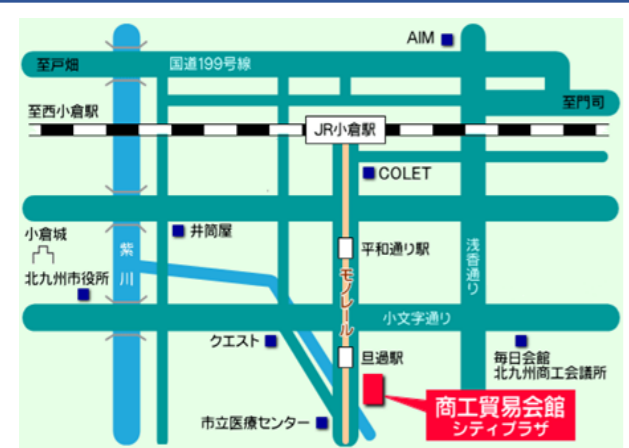 AIM
至戸畑
国道199号線
至門司
至西小倉駅
JR小倉駅
COLET
井筒屋
小倉城
紫川
平和通り駅
浅香通り
北九州市役所
モノレール
小文字通り
クエスト
旦過駅
毎日会館
北九州商工会議所
商工貿易会館
シティプラザ
市立医療センター